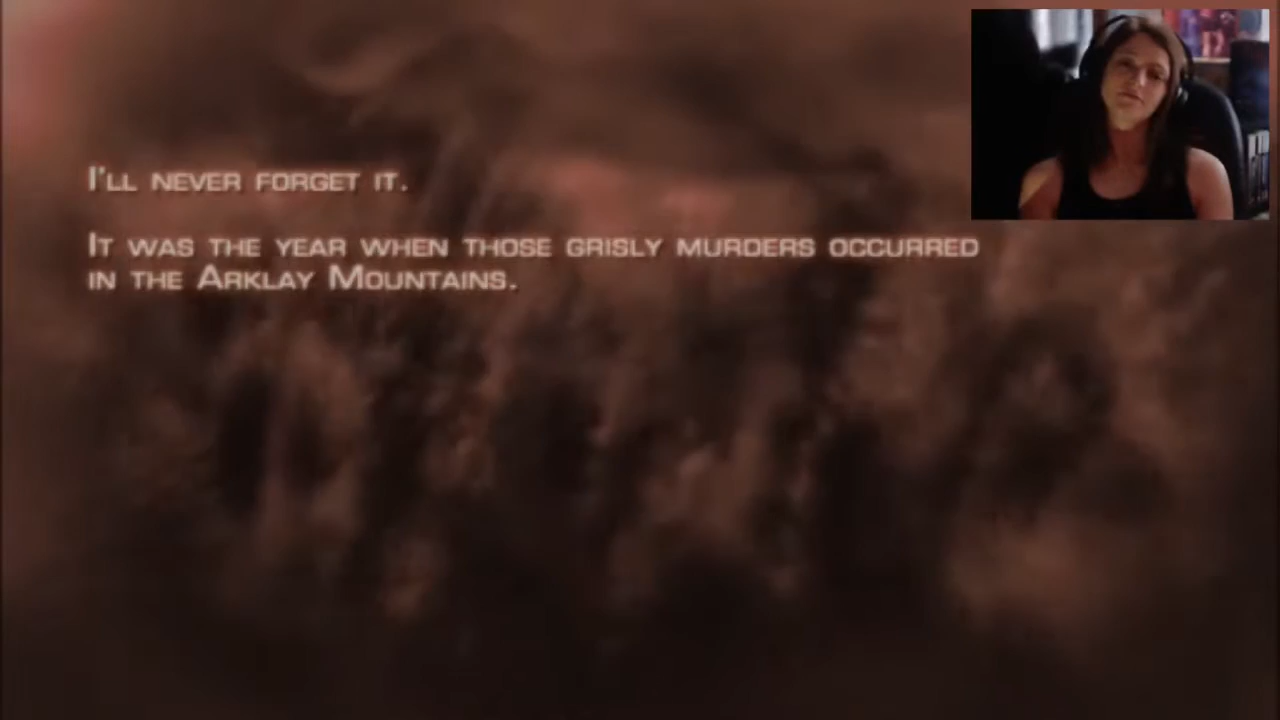 I'll never forget it.
It was the year when those grisly murders occurred
in the Arklay Mountains.